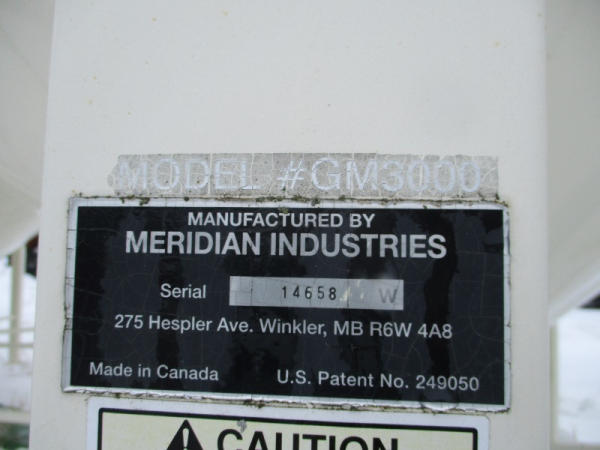 MODEL #GM3000
MANUFACTURED BY
MERIDIAN INDUSTRIES
Serial 14658 W
275 Hespler Ave. Winkler, MB R6W 4A8
Made in Canada U.S. Patent No. 249050
CAUTION